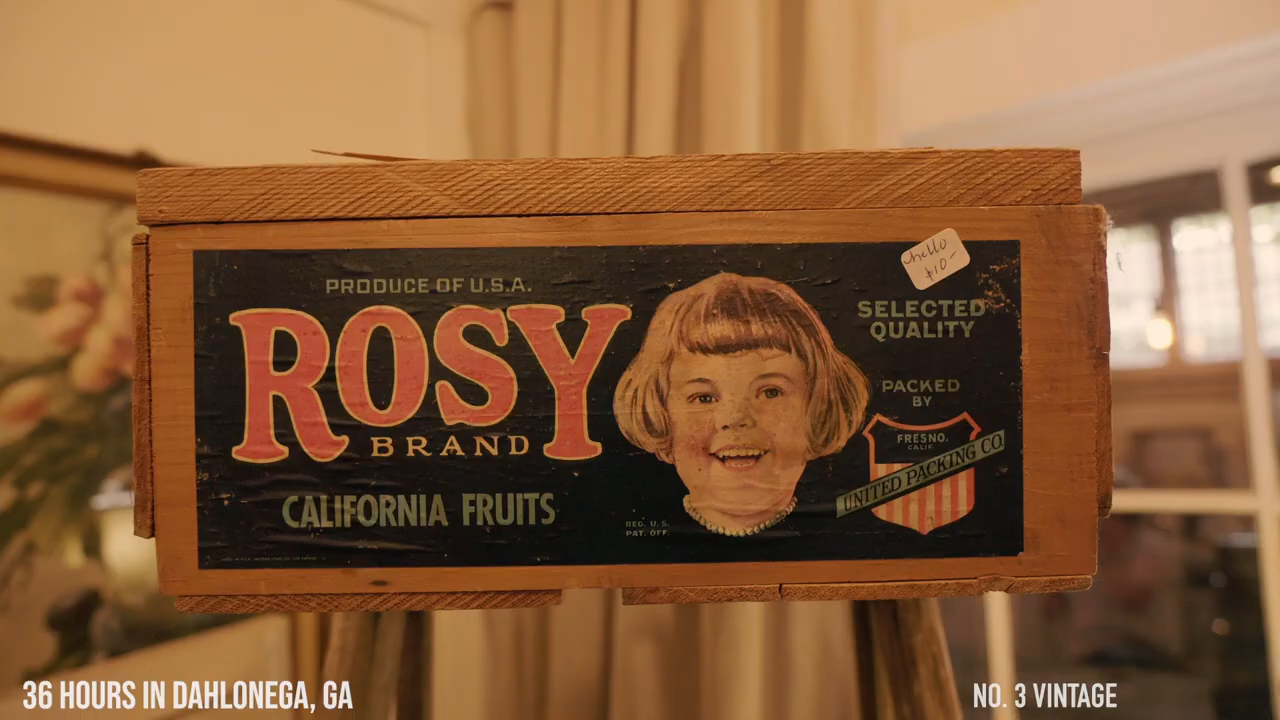 hello
$10-
PRODUCE OF U.S.A.
ROSY
BRAND
CALIFORNIA FRUITS
REG. U.S.
PAT. OFF.
SELECTED
QUALITY
PACKED
BY
FRESNO.
CALIF.
UNITED PACKING CO.
36 HOURS IN DAHLONEGA, GA
NO. 3 VINTAGE